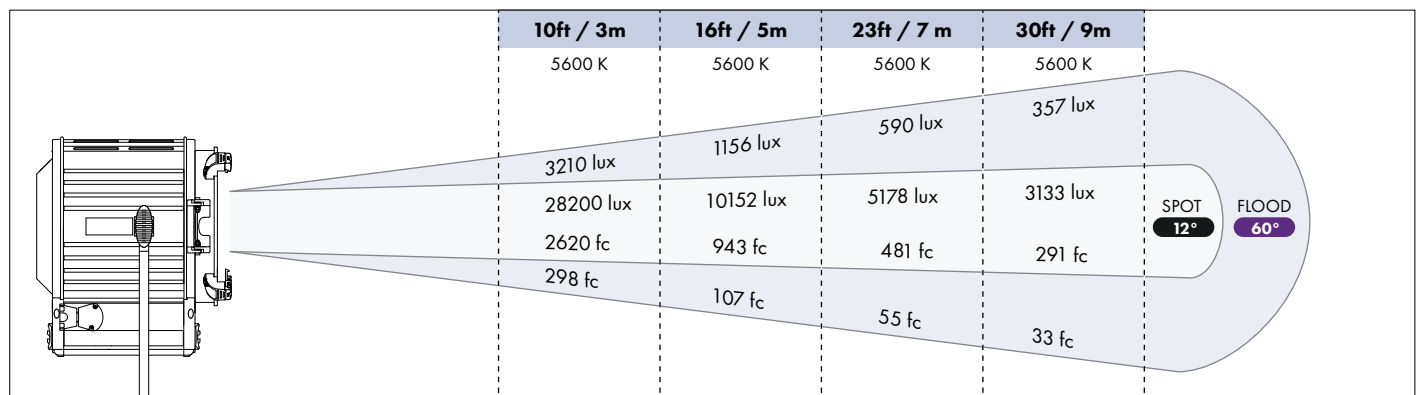 10ft / 3m 16ft / 5m 23ft / 7 m 30ft / 9m
5600 K 5600 K 5600 K 5600 K
3210 lux 1156 lux 590 lux 357 lux
28200 lux 10152 lux 5178 lux 3133 lux
2620 fc 943 fc 481 fc 291 fc
298 fc 107 fc 55 fc 33 fc
SPOT FLOOD
12° 60°